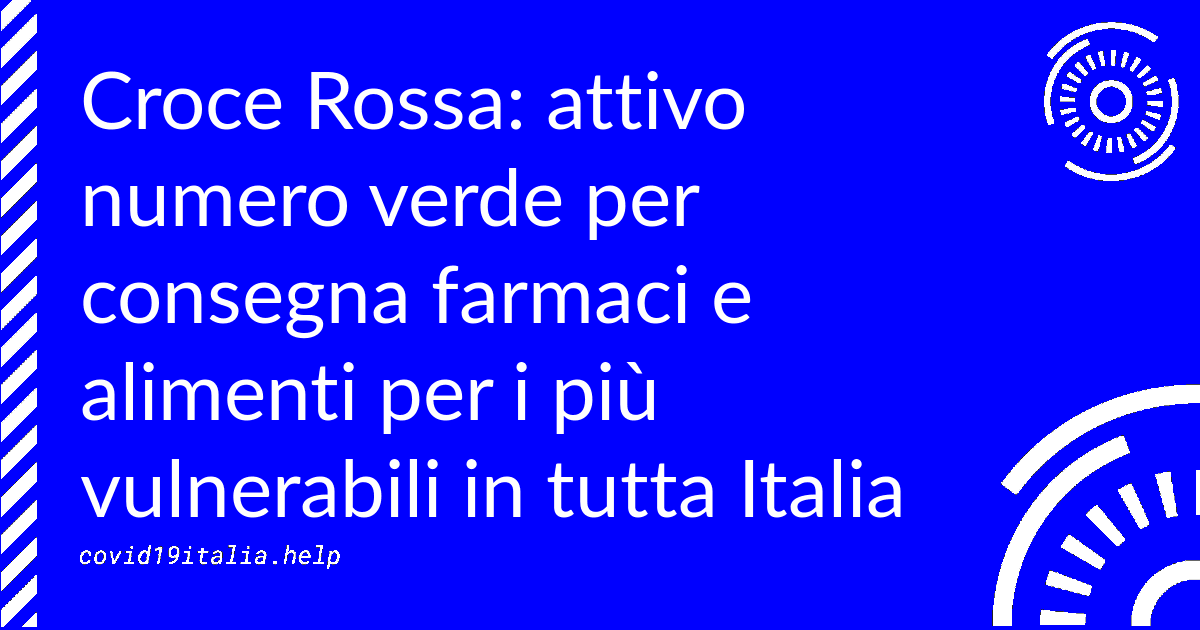 Croce Rossa: attivo
numero verde per
consegna farmaci e
alimenti per i più
vulnerabili in tutta Italia
covid19italia.help